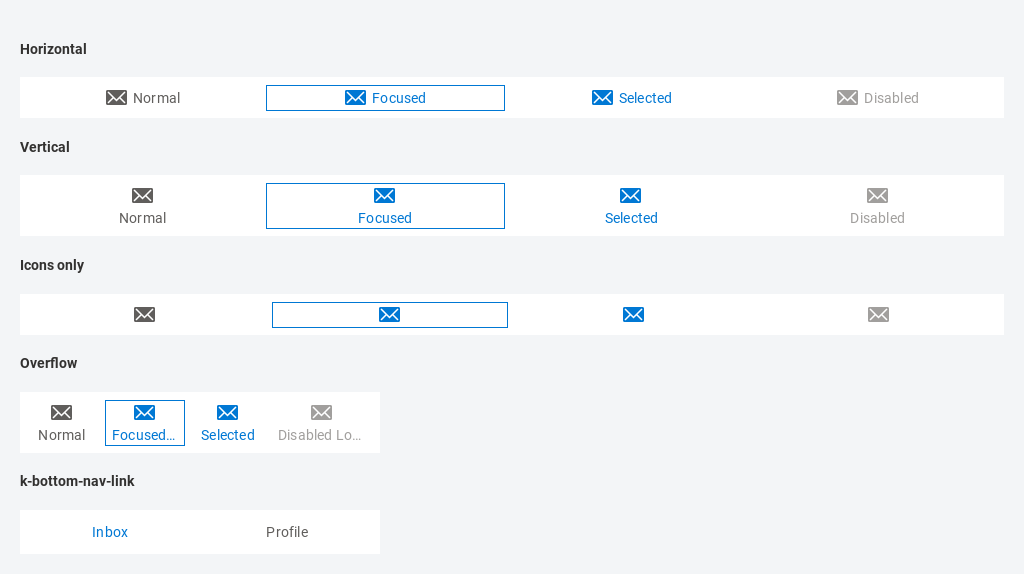 Horizontal
Normal Focused Selected Disabled
Vertical
Normal Focused Selected Disabled
Icons only
Overflow
Normal Focused... Selected Disabled Lo...
k-bottom-nav-link
Inbox Profile